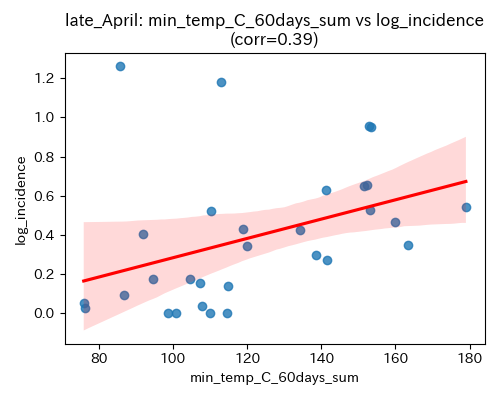 late_April: min_temp_C_60days_sum vs log_incidence
(corr=0.39)
1.2
1.0
0.8
0.6
0.4
0.2
0.0
log_incidence
80 100 120 140 160 180
min_temp_C_60days_sum